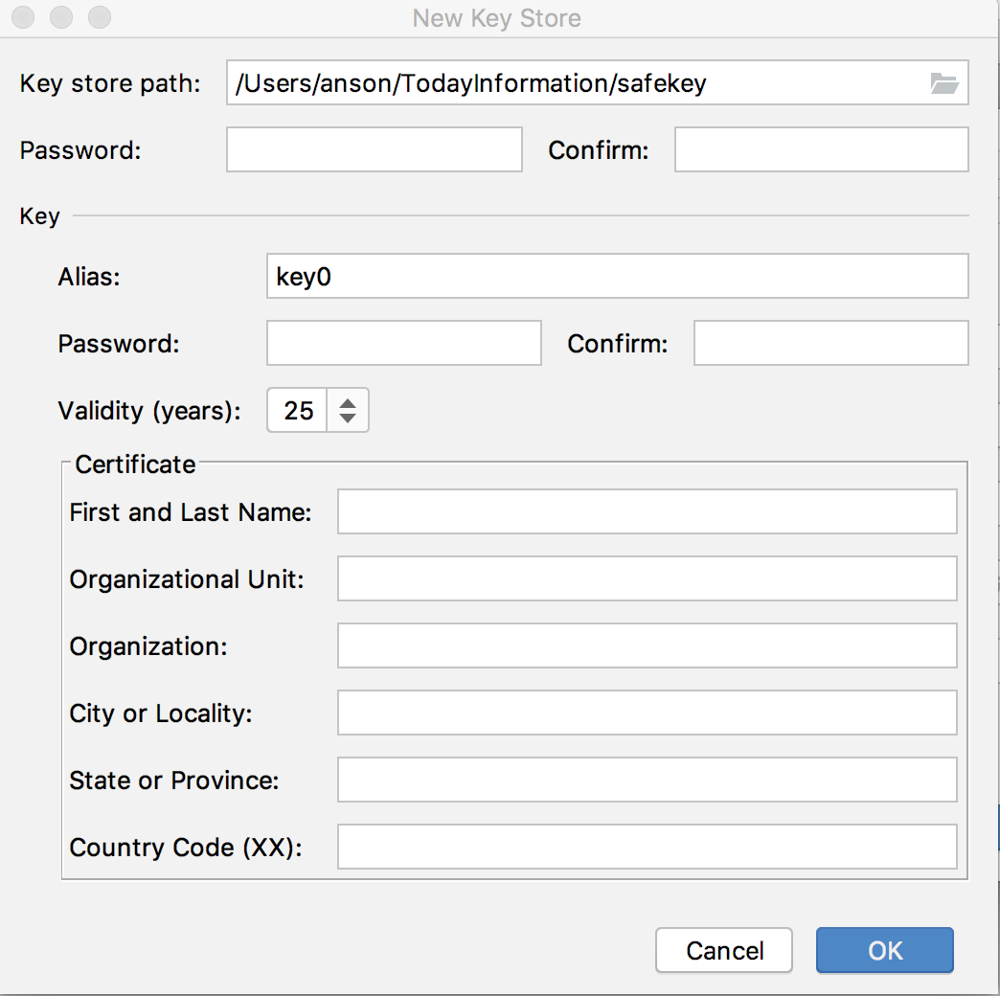 New Key Store
Key store path: /Users/anson/TodayInformation/safekey
Password: Confirm:
Key
Alias: key0
Password: Confirm:
Validity (years): 25
Certificate
First and Last Name:
Organizational Unit:
Organization:
City or Locality:
State or Province:
Country Code (XX):
Cancel OK